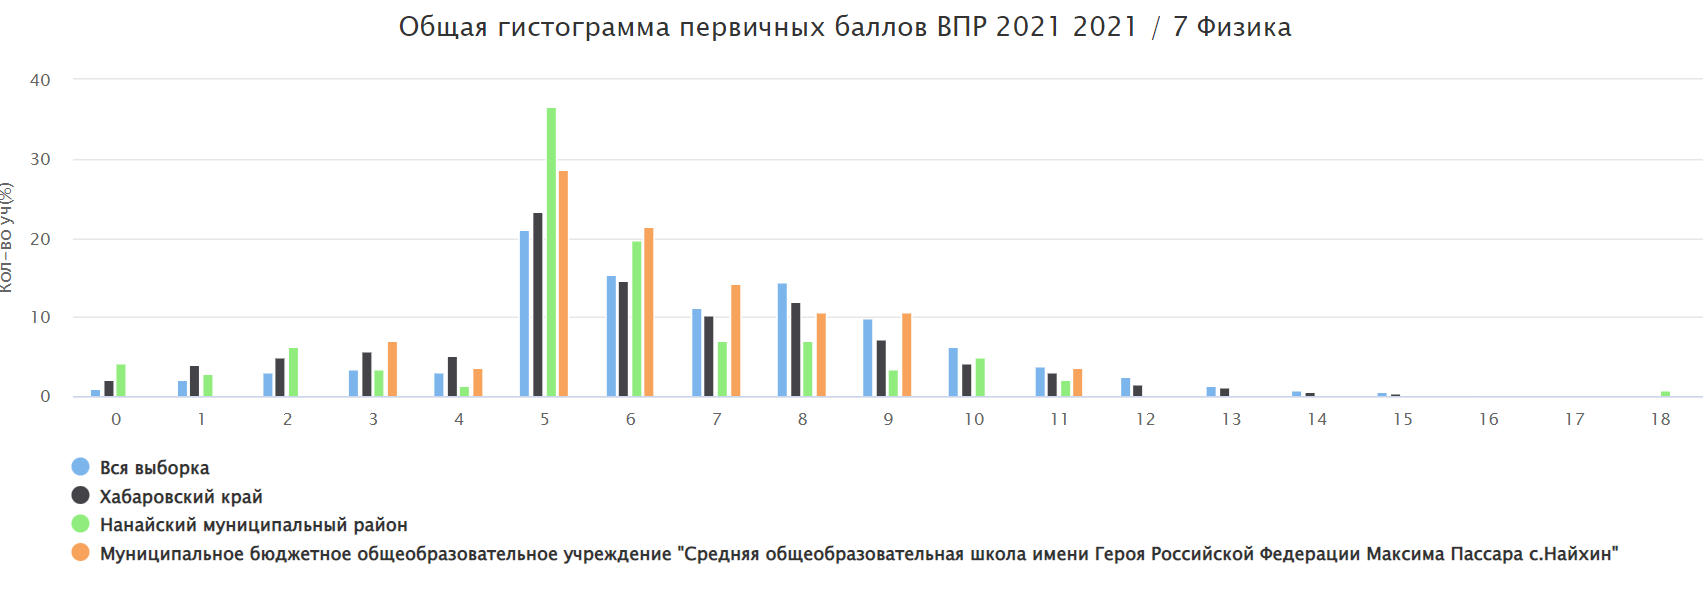 Общая гистограмма первичных баллов ВПР 2021 2021 / 7 Физика
40
30
20
10
0
Кол-во уч(%)
0 1 2 3 4 5 6 7 8 9 10 11 12 13 14 15 16 17 18
Вся выборка
Хабаровский край
Нанайский муниципальный район
Муниципальное бюджетное общеобразовательное учреждение "Средняя общеобразовательная школа имени Героя Российской Федерации Максима Пассара с.Найхин"